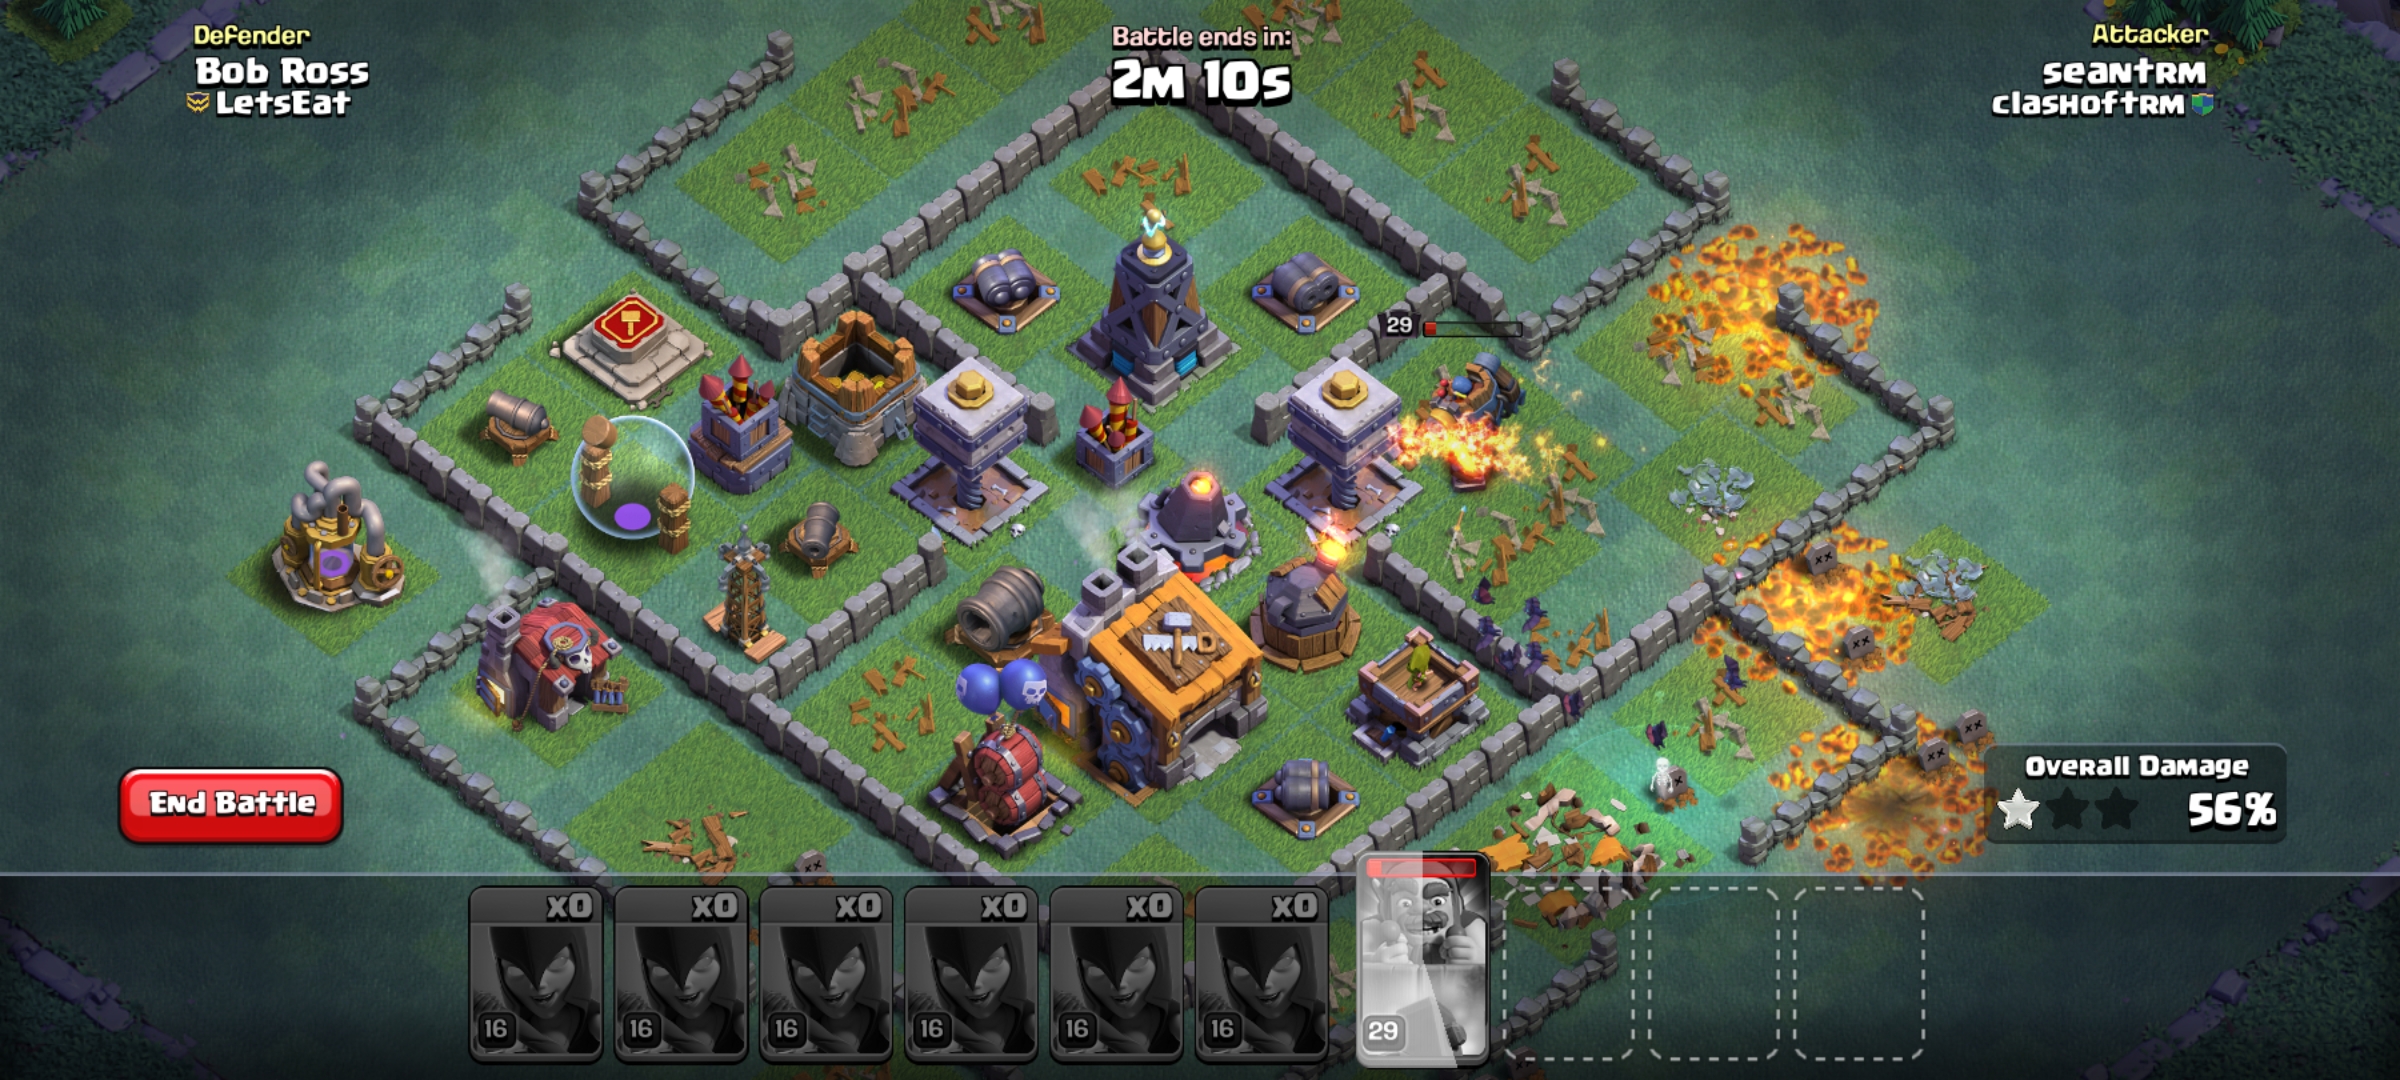 Defender
Bob Ross
LetsEat
Battle ends in:
2M 10s
Attacker
seantRM
clashoftRM
29
End Battle
Overall Damage
56%
x0
x0
x0
x0
x0
x0
16
16
16
16
16
16
29